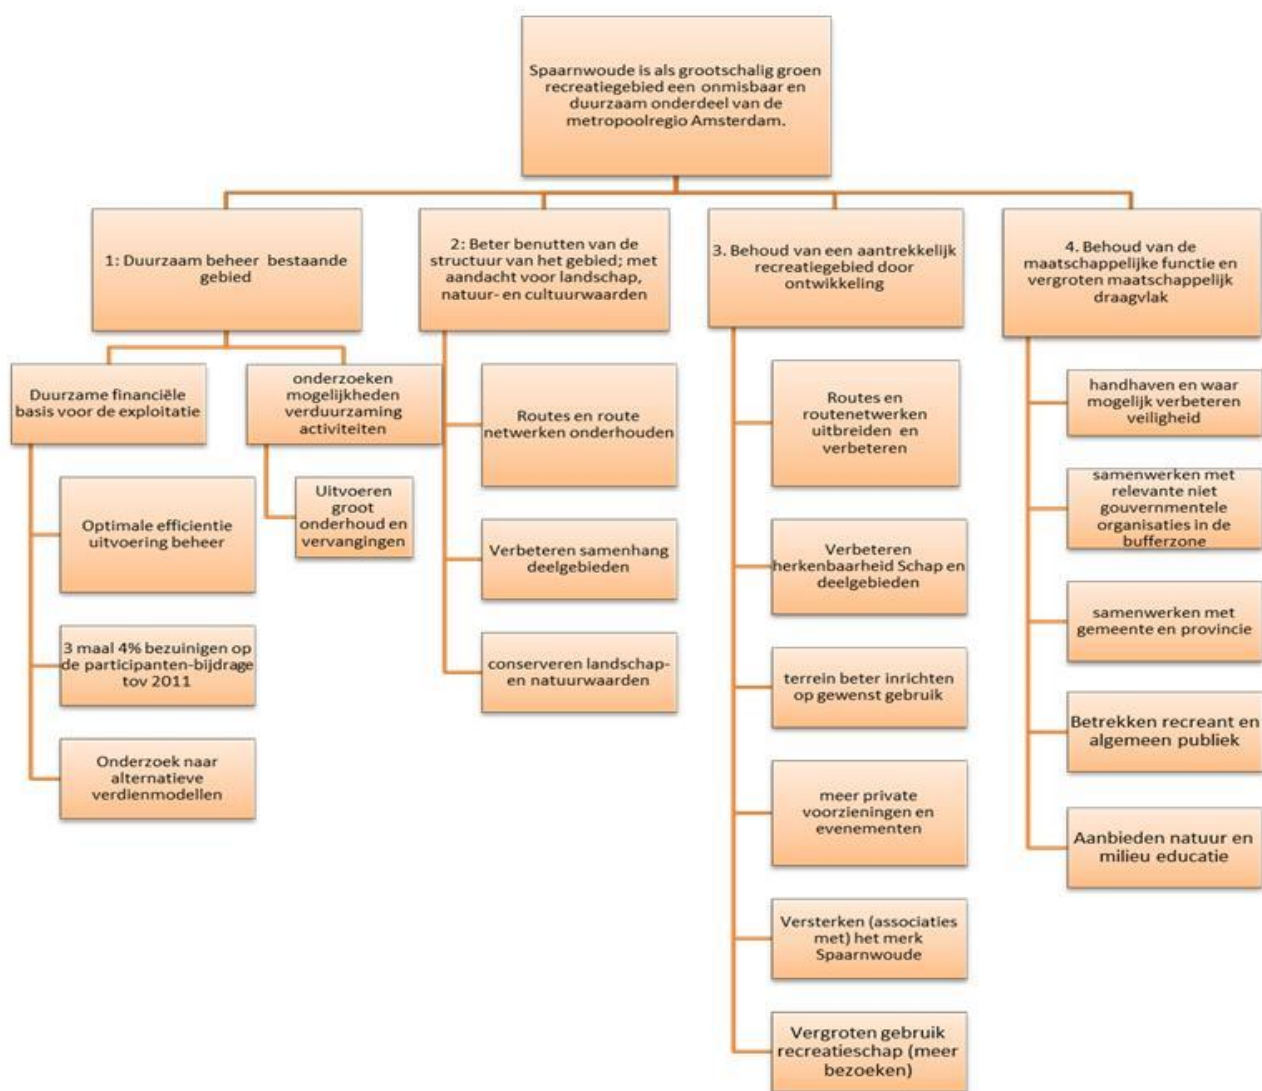 Spaarnwoude is als grootschalig groen
recreatiegebied een onmisbaar en
duurzaam onderdeel van de
metropoolregio Amsterdam.
1: Duurzaam beheer bestaande
gebied
Duurzame financiële
basis voor de exploitatie
Optimale efficientie
uitvoering beheer
3 maal 4% bezuinigen op
de participanten-bijdrage
tov 2011
Onderzoek naar
alternatieve
verdienmodellen
onderzoeken
mogelijkheden
verduurzaming
activiteiten
Uitvoeren
groot
onderhoud en
vervangingen
2: Beter benutten van de
structuur van het gebied; met
aandacht voor landschap,
natuur- en cultuurwaarden
Routes en route
netwerken onderhouden
Verbeteren samenhang
deelgebieden
conserveren landschap-
en natuurwaarden
3. Behoud van een aantrekkelijk
recreatiegebied door
ontwikkeling
Routes en
routenetwerken
uitbreiden en
verbeteren
Verbeteren
herkenbaarheid Schap en
deelgebieden
terrein beter inrichten
op gewenst gebruik
meer private
voorzieningen en
evenementen
Versterken (associaties
met) het merk
Spaarnwoude
Vergroten gebruik
recreatieschap (meer
bezoeken)
4. Behoud van de
maatschappelijke functie en
vergroten maatschappelijk
draagvlak
handhaven en waar
mogelijk verbeteren
veiligheid
samenwerken met
relevante niet
gouvernmentele
organisaties in de
bufferzone
samenwerken met
gemeente en provincie
Betrekken recreant en
algemeen publiek
Aanbieden natuur en
milieu educatie